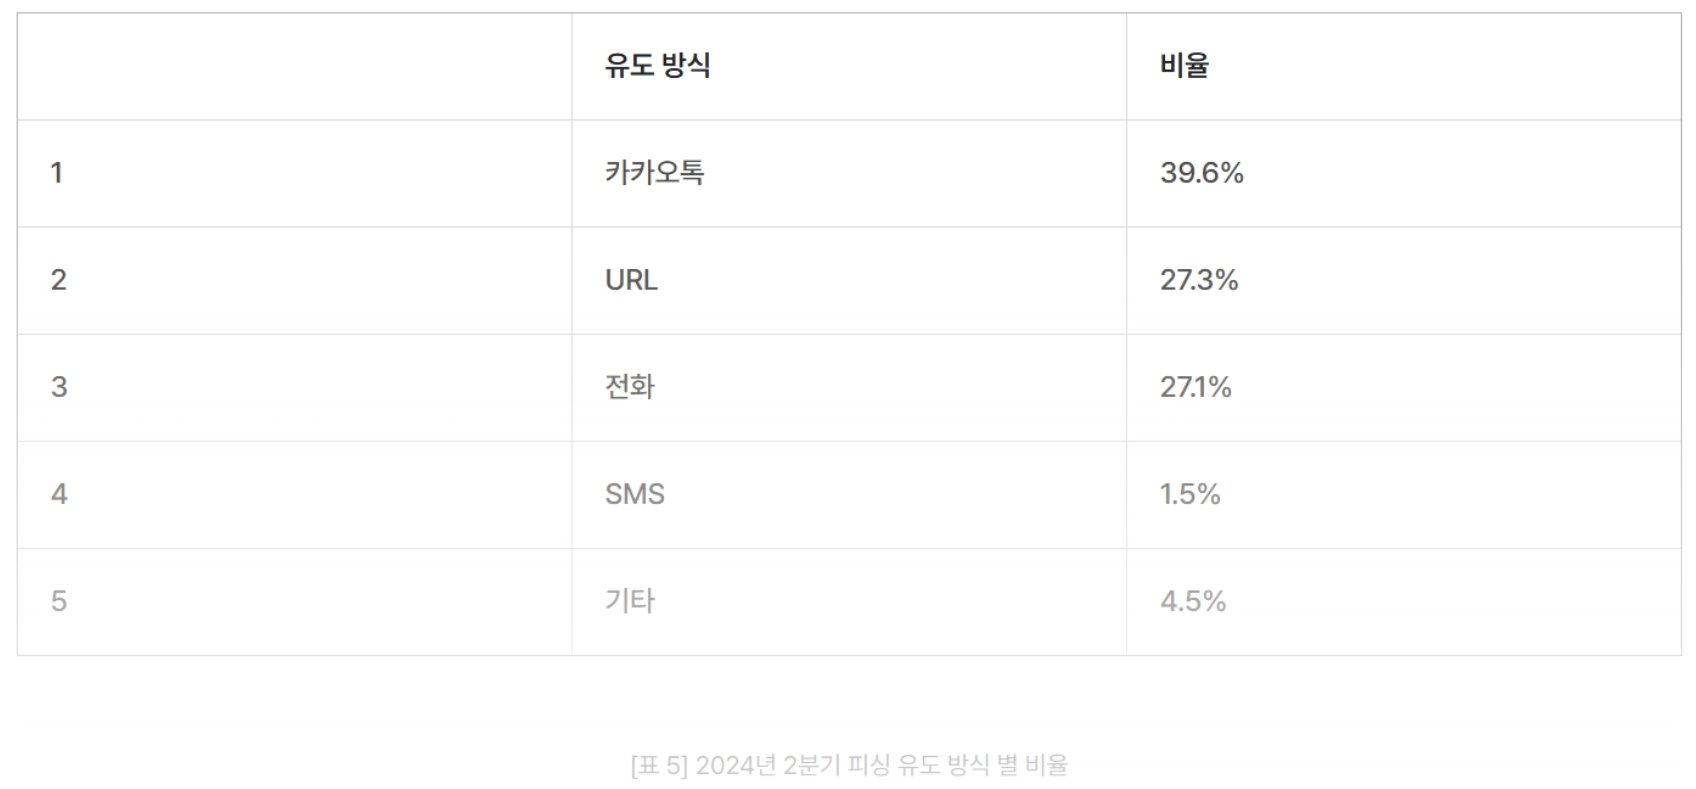 유도 방식 비율
1 카카오톡 39.6%
2 URL 27.3%
3 전화 27.1%
4 SMS 1.5%
5 기타 4.5%
[표 5] 2024년 2분기 피싱 유도 방식 별 비율